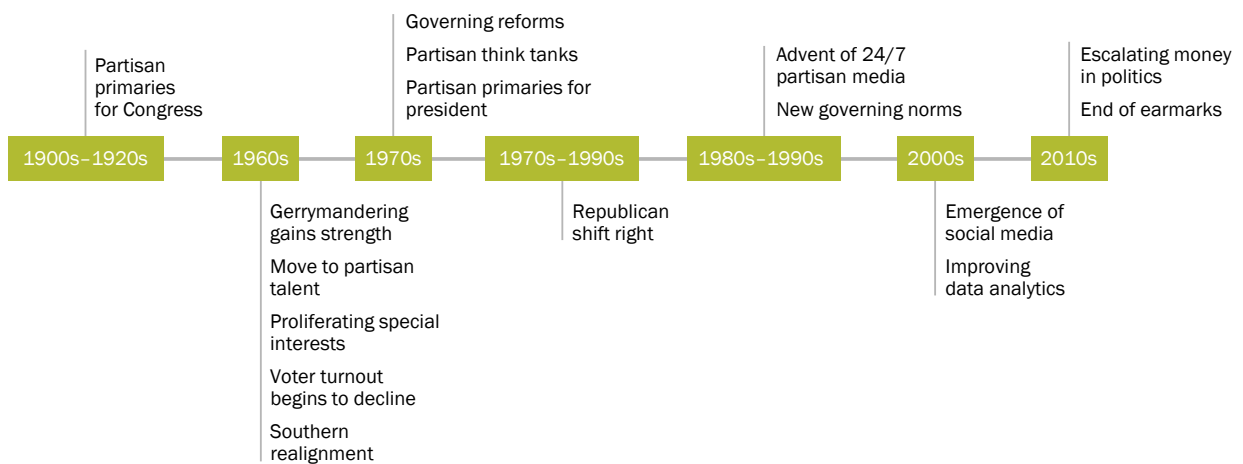 Partisan
primaries
for Congress
Governing reforms
Partisan think tanks
Partisan primaries for
president
Advent of 24/7
partisan media
New governing norms
Escalating money
in politics
End of earmarks
1900s–1920s
1960s
1970s
1970s–1990s
1980s–1990s
2000s
2010s
Gerrymandering
gains strength
Move to partisan
talent
Proliferating special
interests
Voter turnout
begins to decline
Southern
realignment
Republican
shift right
Emergence of
social media
Improving
data analytics